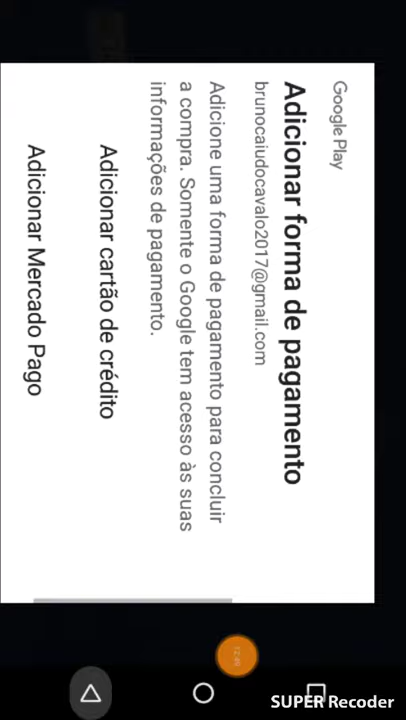 Google Play
Adicionar forma de pagamento
brunocaiudocavalo2017@gmail.com
Adicione uma forma de pagamento para concluir
a compra. Somente o Google tem acesso às suas
informações de pagamento.
Adicionar cartão de crédito
Adicionar Mercado Pago
SUPER Recoder